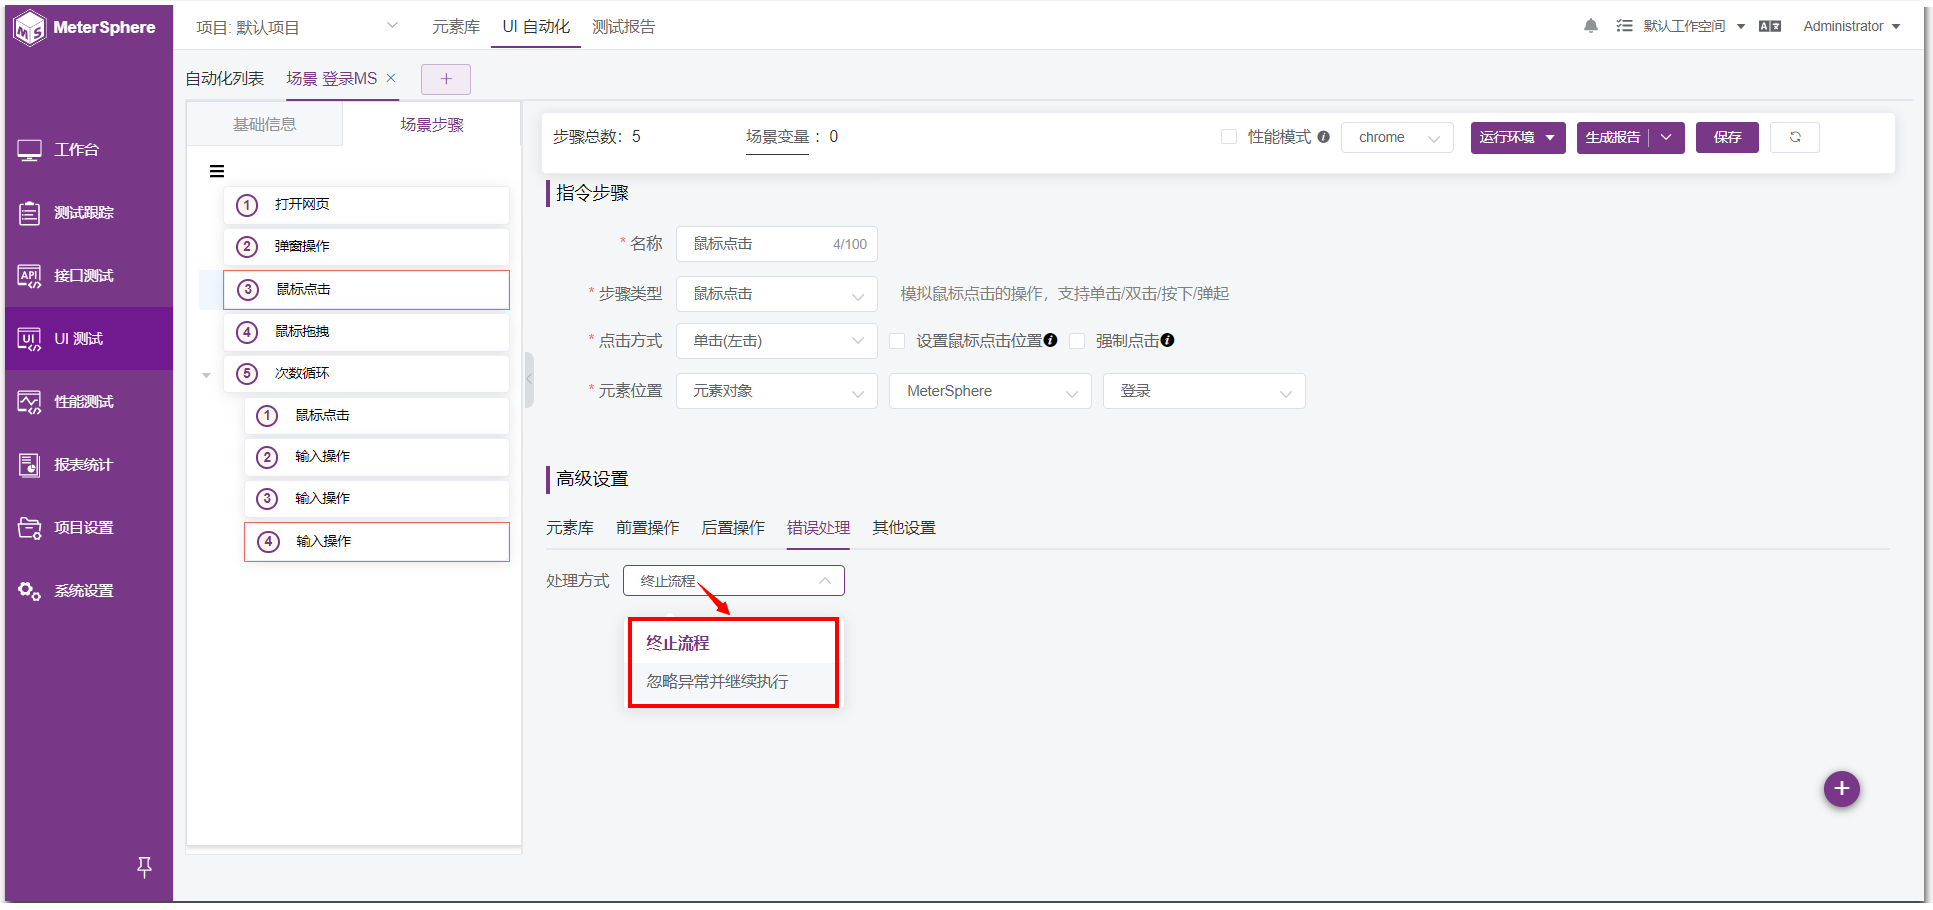 MeterSphere
项目: 默认项目
元素库
UI 自动化
测试报告
默认工作空间
Administrator
自动化列表
场景 登录MS
工作台
测试跟踪
接口测试
UI 测试
性能测试
报表统计
项目设置
系统设置
基础信息
场景步骤
1 打开网页
2 弹窗操作
3 鼠标点击
4 鼠标拖拽
5 次数循环
1 鼠标点击
2 输入操作
3 输入操作
4 输入操作
步骤总数: 5
场景变量 : 0
性能模式
chrome
运行环境
生成报告
保存
指令步骤
* 名称 鼠标点击 4/100
* 步骤类型 鼠标点击 模拟鼠标点击的操作，支持单击/双击/按下/弹起
* 点击方式 单击(左击) 设置鼠标点击位置 强制点击
* 元素位置 元素对象 MeterSphere 登录
高级设置
元素库 前置操作 后置操作 错误处理 其他设置
处理方式 终止流程
终止流程
忽略异常并继续执行